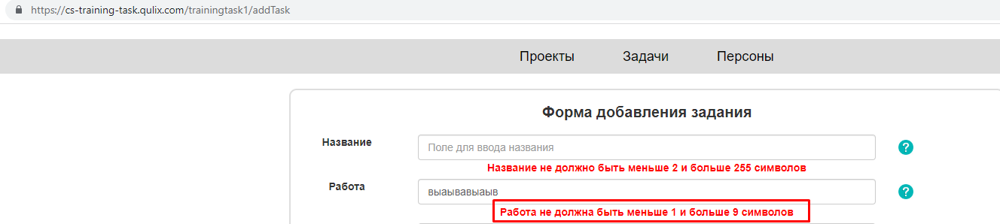 https://cs-training-task.qulix.com/trainingtask1/addTask
Проекты Задачи Персоны
Форма добавления задания
Название Поле для ввода названия ?
Название не должно быть меньше 2 и больше 255 символов
Работа выаывавыаыв ?
Работа не должна быть меньше 1 и больше 9 символов